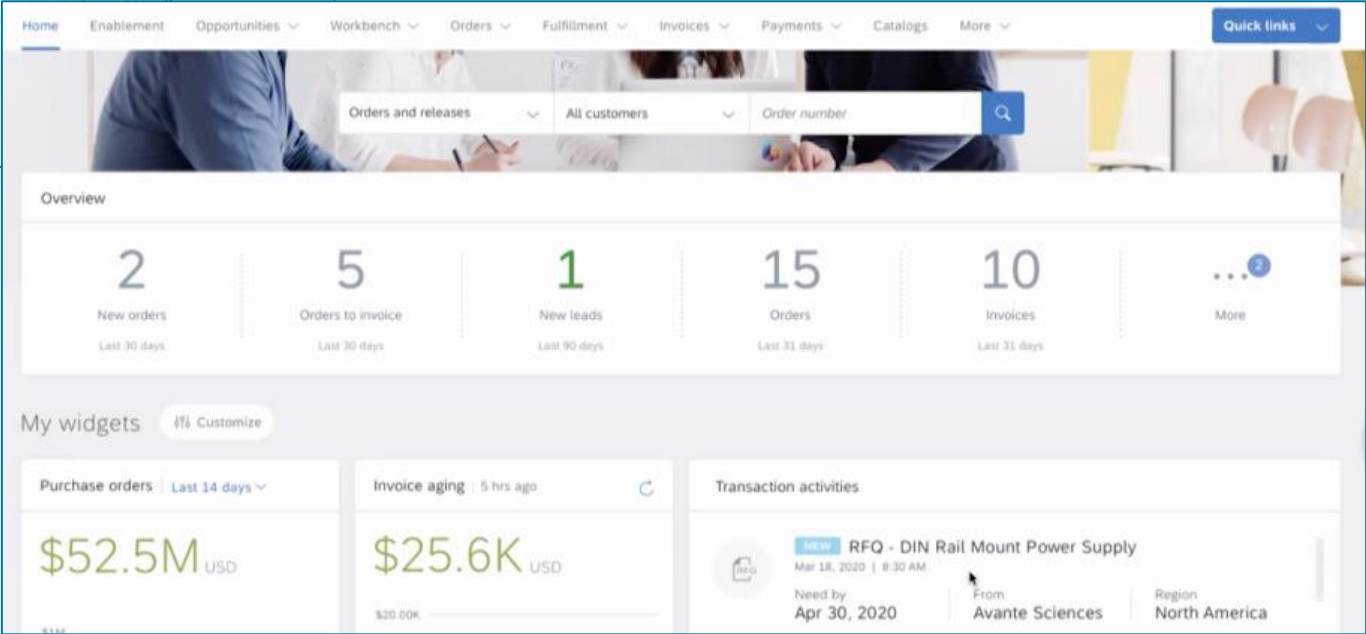 Home Enablement Opportunities Workbench Orders Fulfillment Invoices Payments Catalogs More Quick links
Orders and releases All customers Order number
Overview
2 5 1 15 10 ... 2
New orders Orders to invoice New leads Orders Invoices More
Last 30 days Last 30 days Last 90 days Last 31 days Last 31 days
My widgets Customize
Purchase orders Last 14 days Invoice aging 5 hrs ago Transaction activities
$52.5M USD $25.6K USD NEW RFQ - DIN Rail Mount Power Supply
RFQ Mar 18, 2020 | 8:30 AM
Need by From Region
$20.00K Apr 30, 2020 Avante Sciences North America
$1M